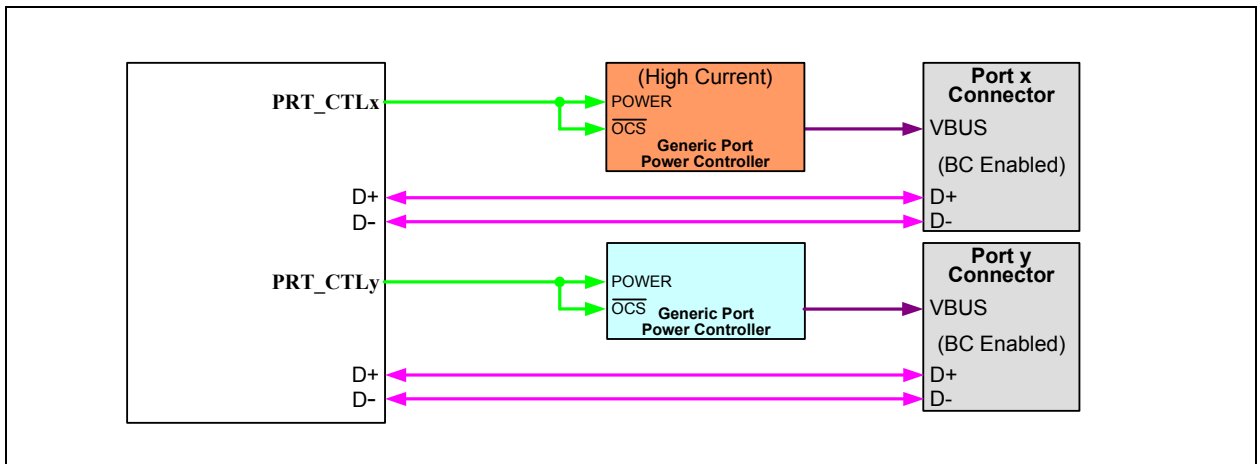 PRT_CTLx
D+
D-
PRT_CTLy
D+
D-
(High Current)
POWER
OCS
Generic Port
Power Controller
POWER
OCS
Generic Port
Power Controller
Port x
Connector
VBUS
(BC Enabled)
D+
D-
Port y
Connector
VBUS
(BC Enabled)
D+
D-